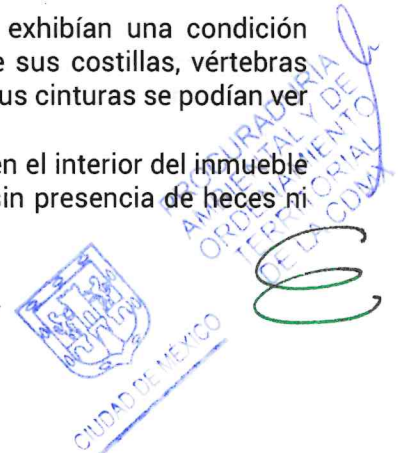 exhibían una condición
sus costillas, vértebras
us cinturas se podían ver
en el interior del inmueble
sin presencia de heces ni
PROCURADURÍA
AMBIENTAL Y DE
ORDENAMIENTO
TERRITORIAL
DE LA CDMX
CIUDAD DE MÉXICO